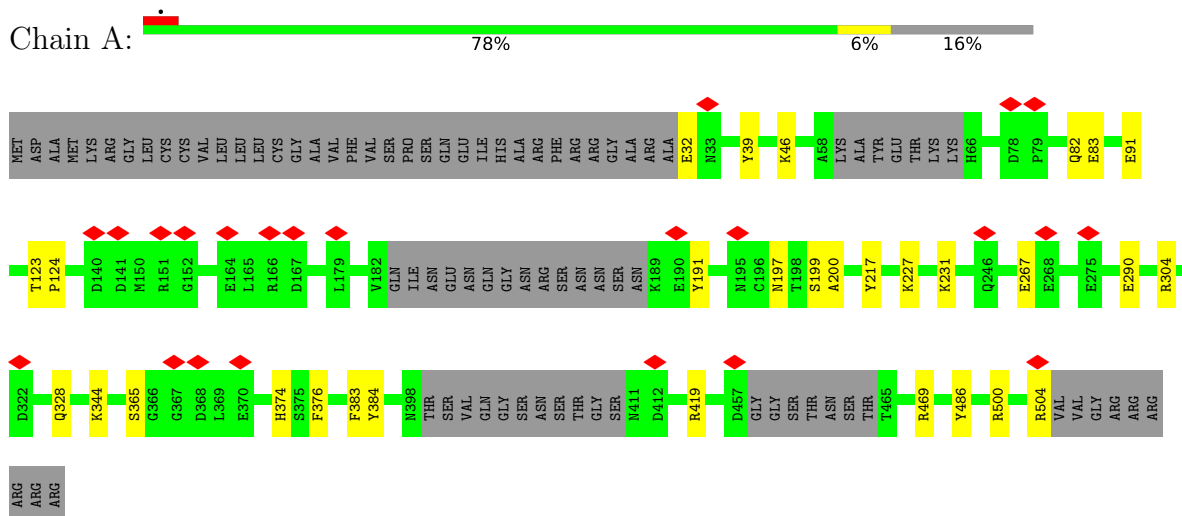 Chain A:
78% 6% 16%
MET ASP ALA MET LYS ARG GLY LEU CYS CYS VAL LEU LEU LEU CYS GLY ALA VAL PHE VAL SER PRO SER GLN GLU ILE HIS ALA ARG PHE ARG ARG GLY ALA ARG ALA E32 N33 Y39 K46 A58 LYS ALA TYR GLU THR LYS LYS H66 D78 P79 Q82 E83 E91
T123 P124 D140 D141 M150 R151 G152 E164 L165 R166 D167 L179 V182 GLN ILE ASN GLU ASN GLN GLY ASN ARG SER ASN ASN SER ASN K189 E190 Y191 N195 C196 N197 T198 S199 A200 Y217 K227 K231 Q246 E267 E268 E275 E290 R304
D322 Q328 K344 S365 G366 G367 D368 L369 E370 H374 S375 F376 F383 Y384 N398 THR SER VAL GLN GLY SER ASN SER THR GLY SER N411 D412 R419 D457 GLY GLY SER THR ASN SER THR T465 R469 Y486 R500 R504 VAL VAL GLY ARG ARG ARG
ARG ARG ARG